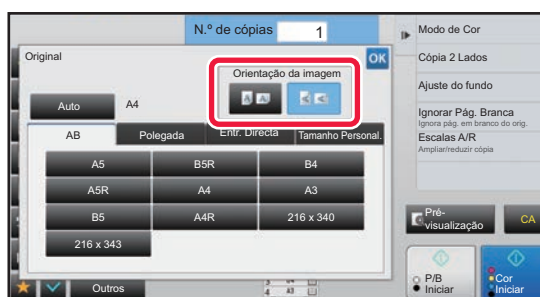 N.º de cópias
1
Modo de Cor
Original
OK
Cópia 2 Lados
Orientação da imagem
Ajuste do fundo
Auto
A4
Ignorar Pág. Branca
Ignora pág. em branco do orig.
AB
Polegada
Entr. Directa
Tamanho Personal.
Escalas A/R
Ampliar/reduzir cópia
A5
B5R
B4
A5R
A4
A3
B5
A4R
216 x 340
Pré-
visualização
CA
216 x 343
P/B
Iniciar
Cor
Iniciar
Outros